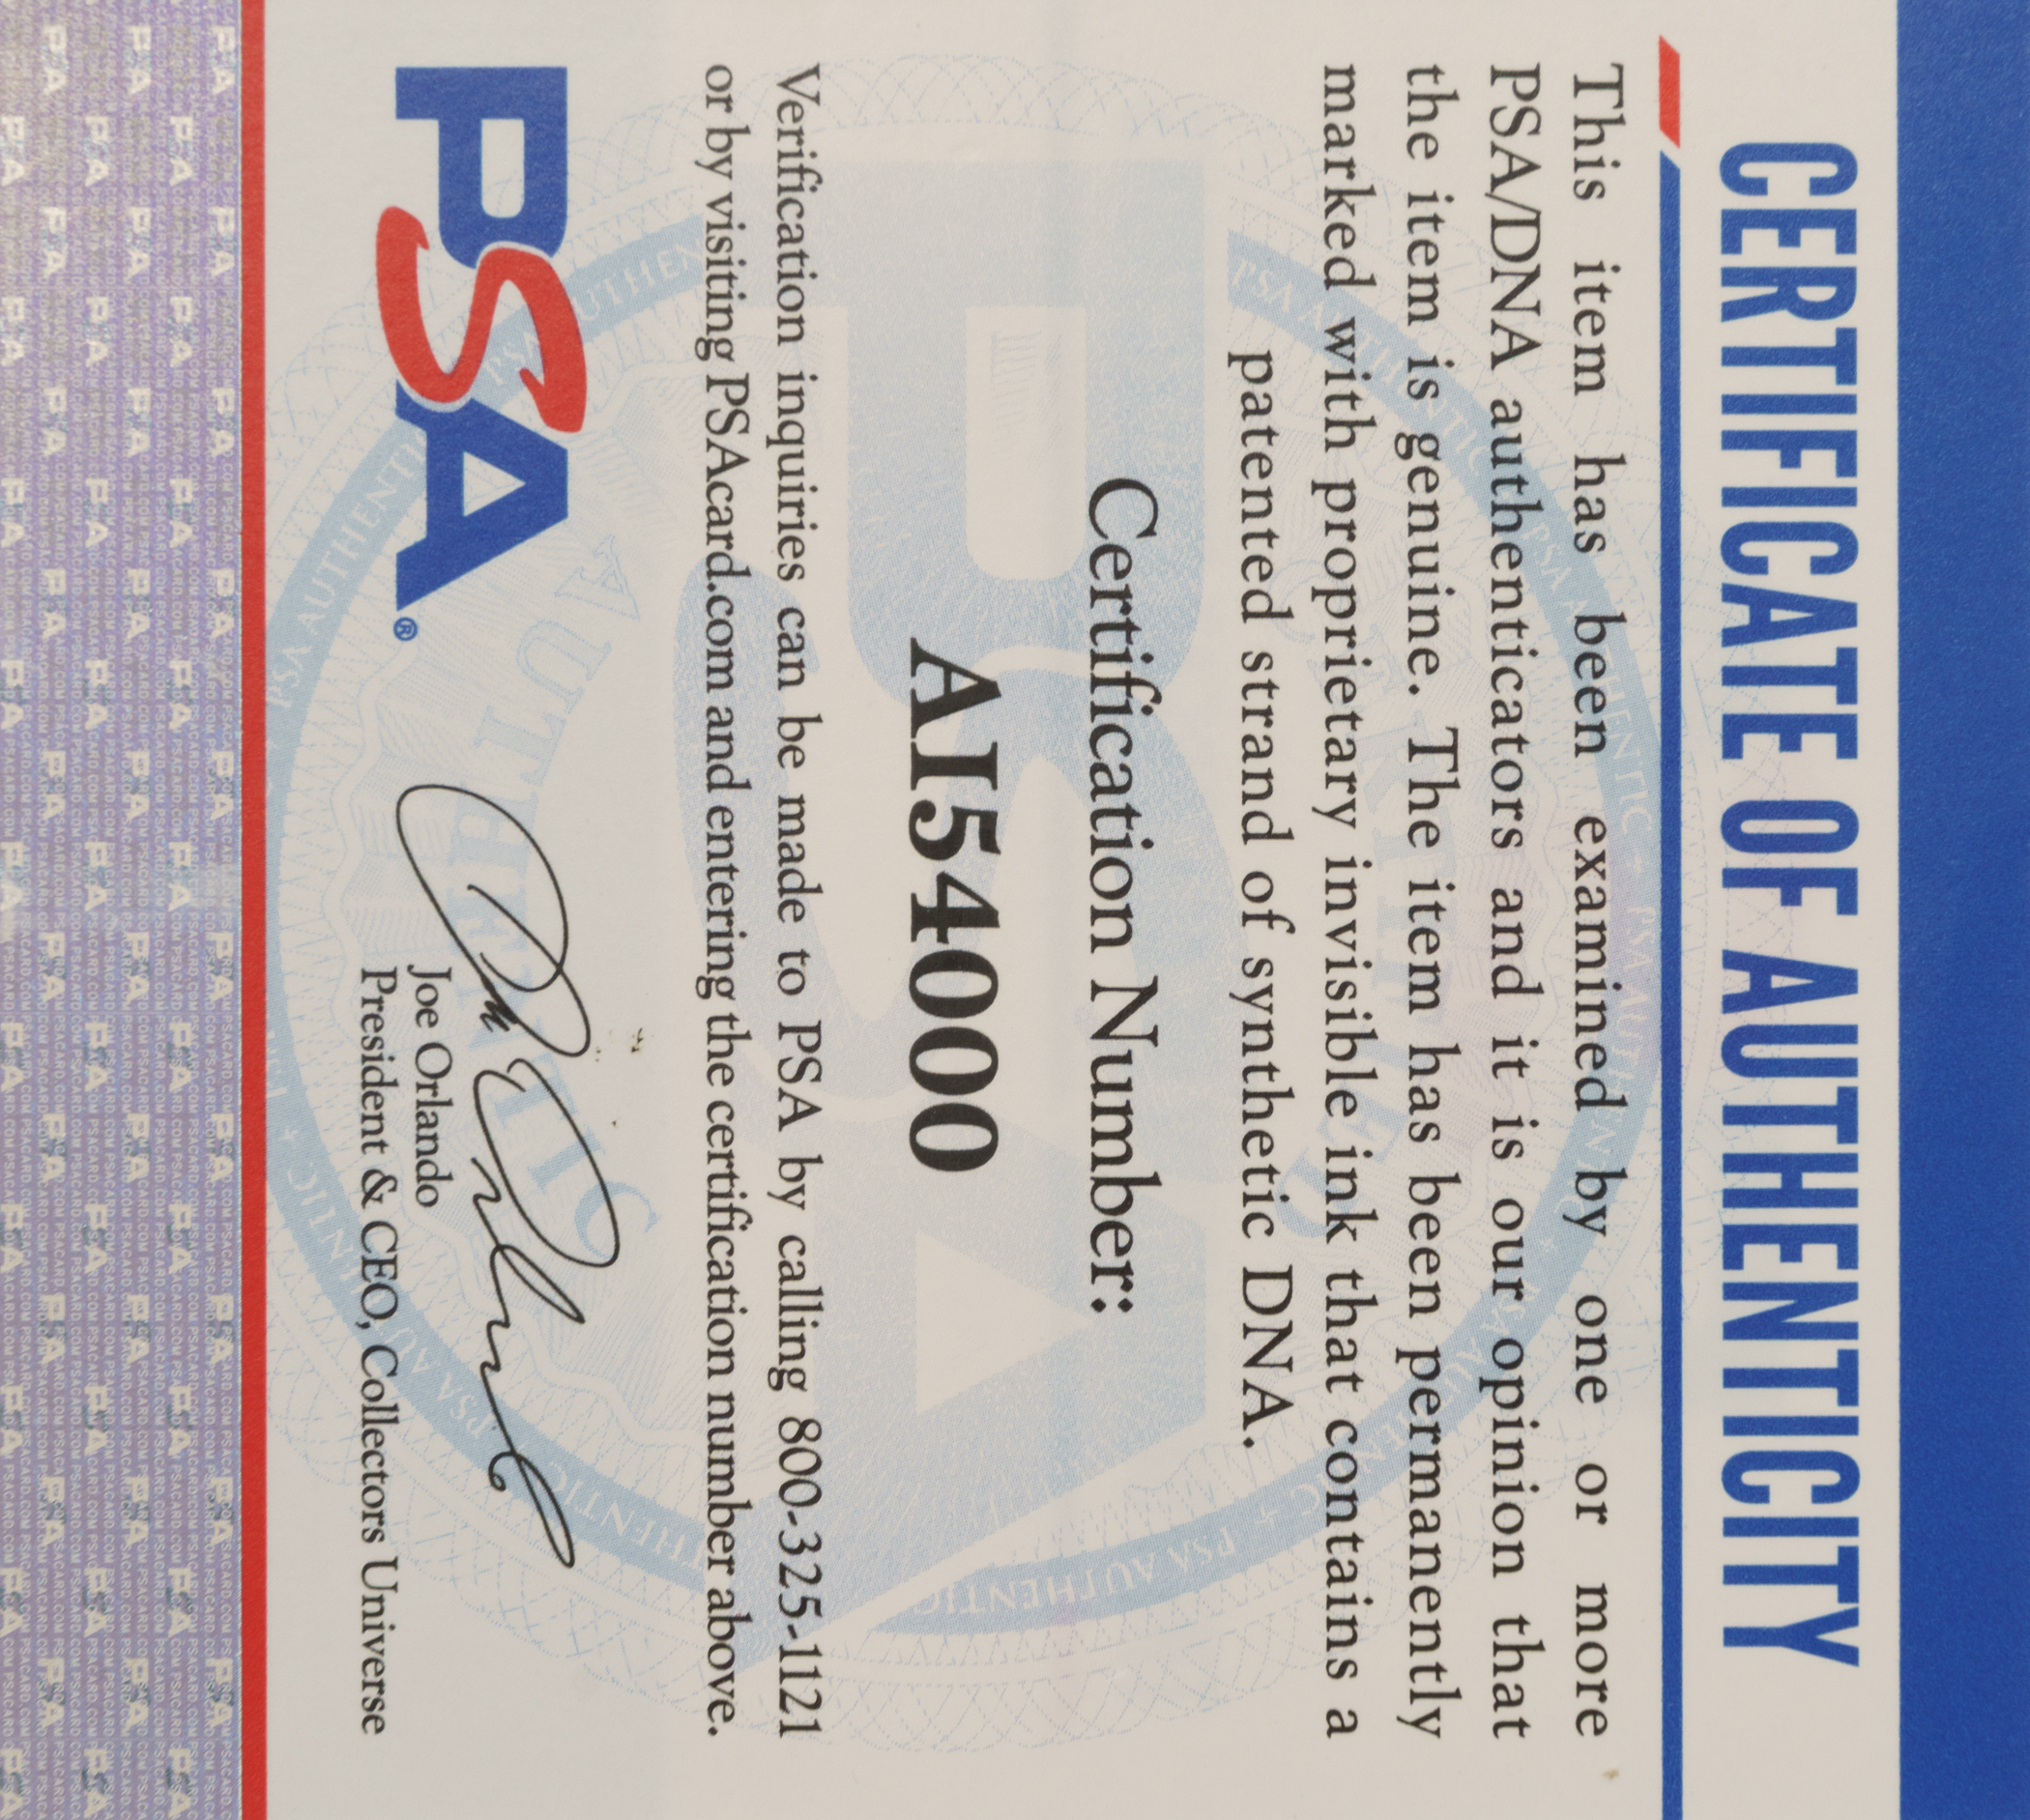 CERTIFICATE OF AUTHENTICITY
This item has been examined by one or more
PSA/DNA authenticators and it is our opinion that
the item is genuine. The item has been permanently
marked with proprietary invisible ink that contains a
patented strand of synthetic DNA.
Certification Number:
AI54000
Verification inquiries can be made to PSA by calling 800-325-1121
or by visiting PSAcard.com and entering the certification number above.
PSA®
Joe Orlando
President & CEO, Collectors Universe